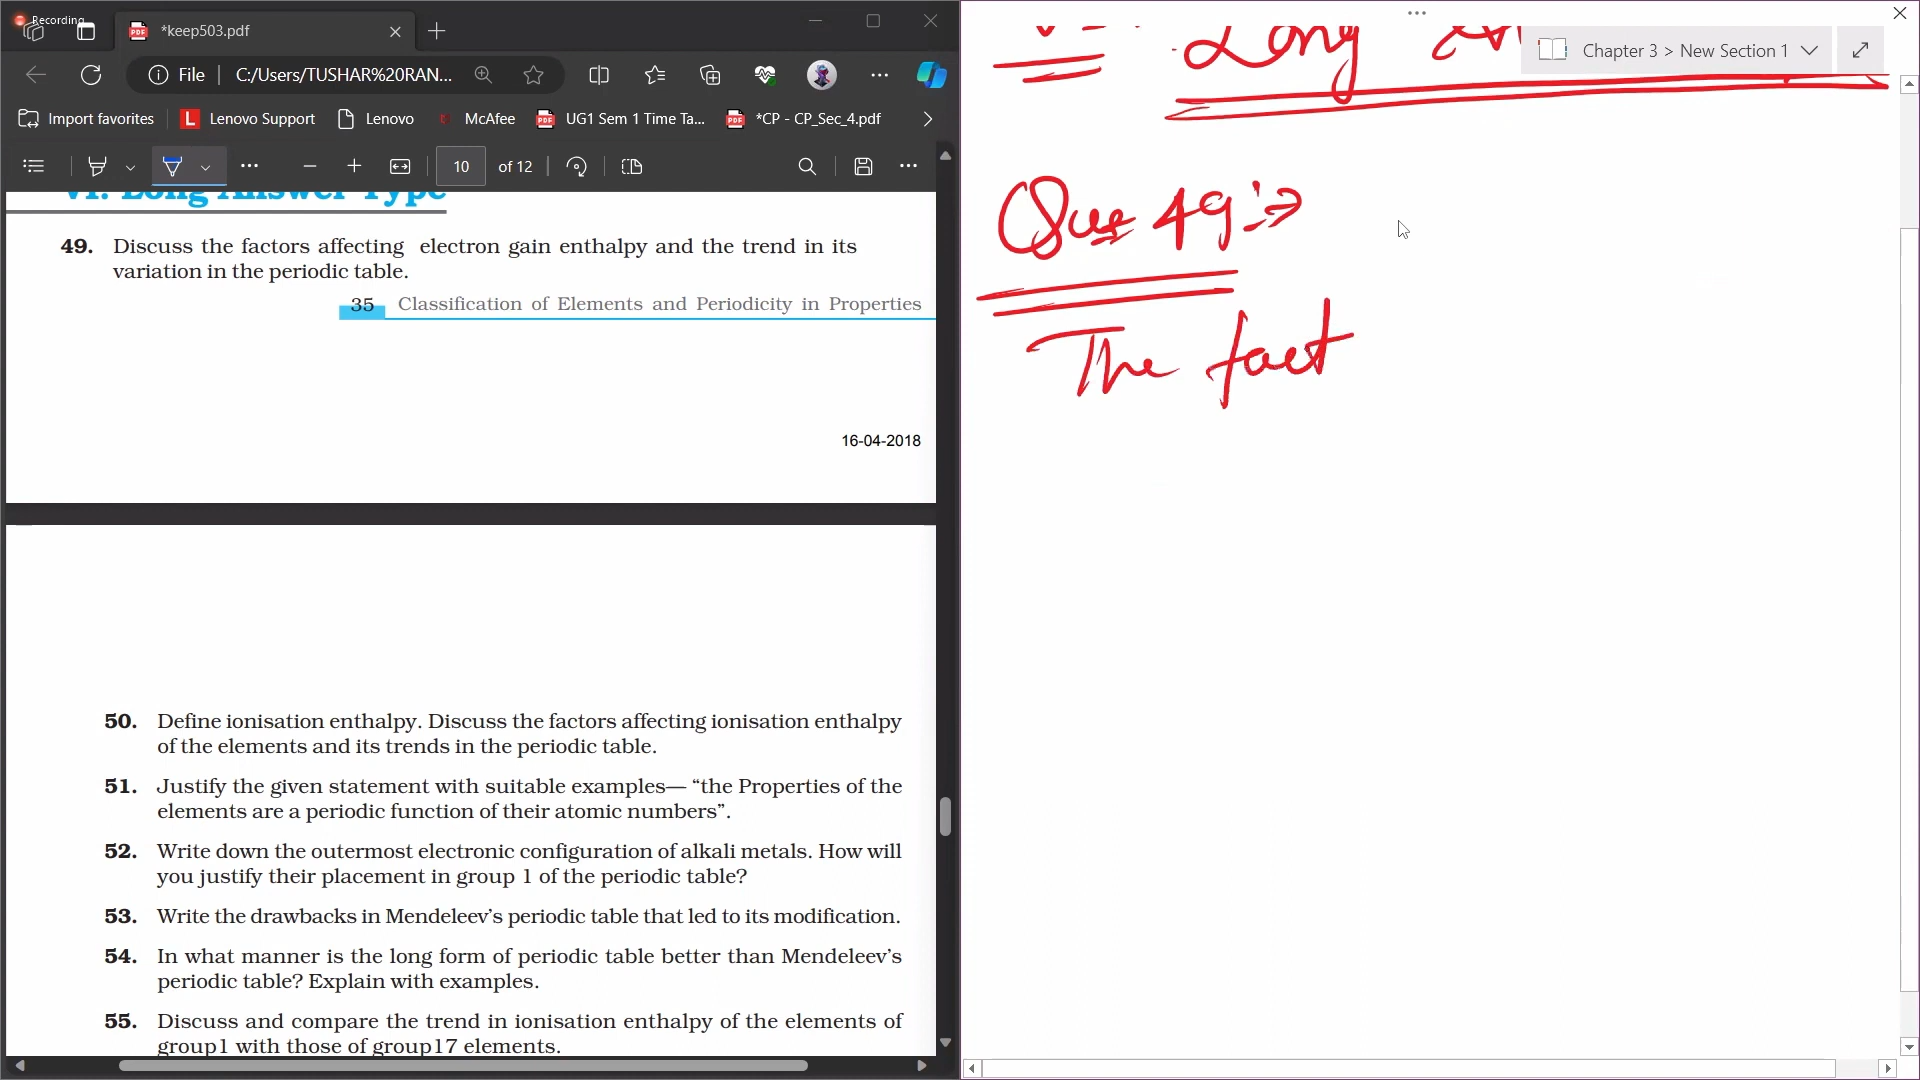 Recording
*keep503.pdf
File
C:/Users/TUSHAR%20RAN...
Import favorites
Lenovo Support
Lenovo
McAfee
UG1 Sem 1 Time Ta...
*CP - CP_Sec_4.pdf
10 of 12
VI. Long Answer Type
49. Discuss the factors affecting electron gain enthalpy and the trend in its
variation in the periodic table.
35 Classification of Elements and Periodicity in Properties
16-04-2018
50. Define ionisation enthalpy. Discuss the factors affecting ionisation enthalpy
of the elements and its trends in the periodic table.
51. Justify the given statement with suitable examples— “the Properties of the
elements are a periodic function of their atomic numbers”.
52. Write down the outermost electronic configuration of alkali metals. How will
you justify their placement in group 1 of the periodic table?
53. Write the drawbacks in Mendeleev’s periodic table that led to its modification.
54. In what manner is the long form of periodic table better than Mendeleev’s
periodic table? Explain with examples.
55. Discuss and compare the trend in ionisation enthalpy of the elements of
group1 with those of group17 elements.
Chapter 3 > New Section 1
Long
Que 49:⇒
The fact